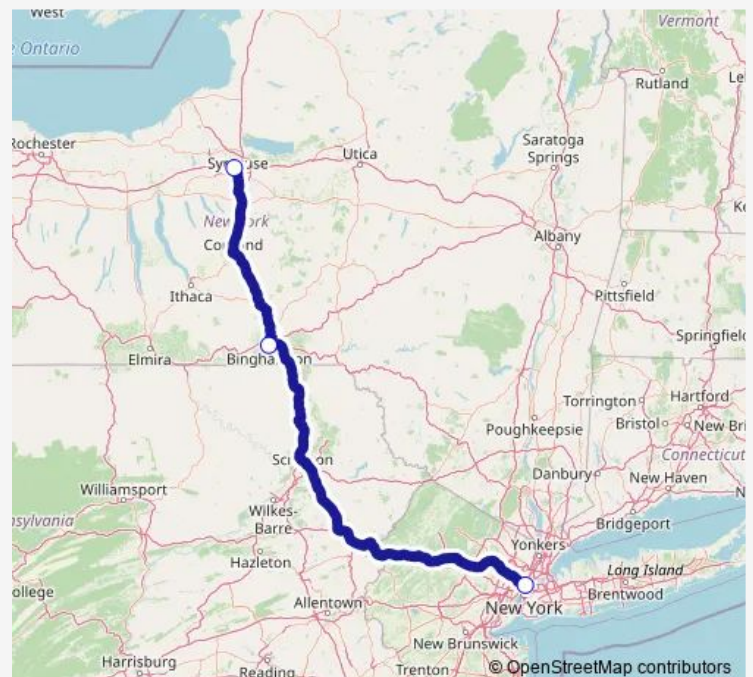 West
Vermont
e Ontario
Rutland
Le
Rochester
Saratoga
Springs
Utica
Ke
Albany
Ithaca
Pittsfield
Springfield
Elmira
Torrington
Hartford
Bristol
New Bri
Poughkeepsie
Connecticut
Danbury
New Haven
Williamsport
N
Wilkes-
Barre
Bridgeport
nsylvania
Yonkers
Hazleton
Long Island
Brentwood
ollege
Allentown
New York
New Brunswick
Harrisburg
Reading
Trenton
© OpenStreetMap contributors